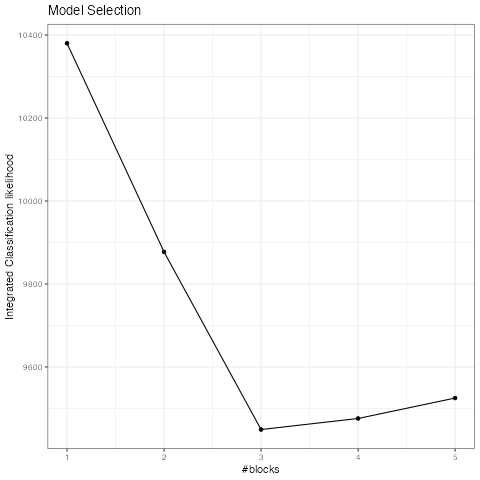 Model Selection
Integrated Classification likelihood
10400
10200
10000
9800
9600
1 2 3 4 5
#blocks